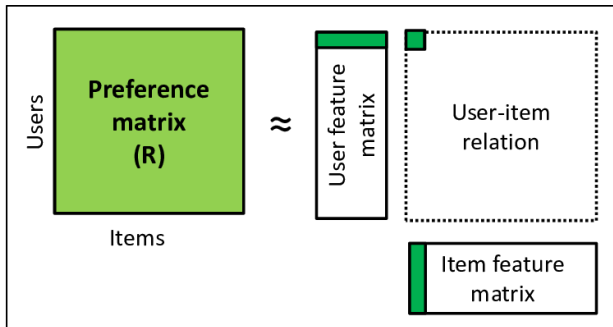 Users
Preference
matrix
(R)
Items
≈
User feature
matrix
User-item
relation
Item feature
matrix